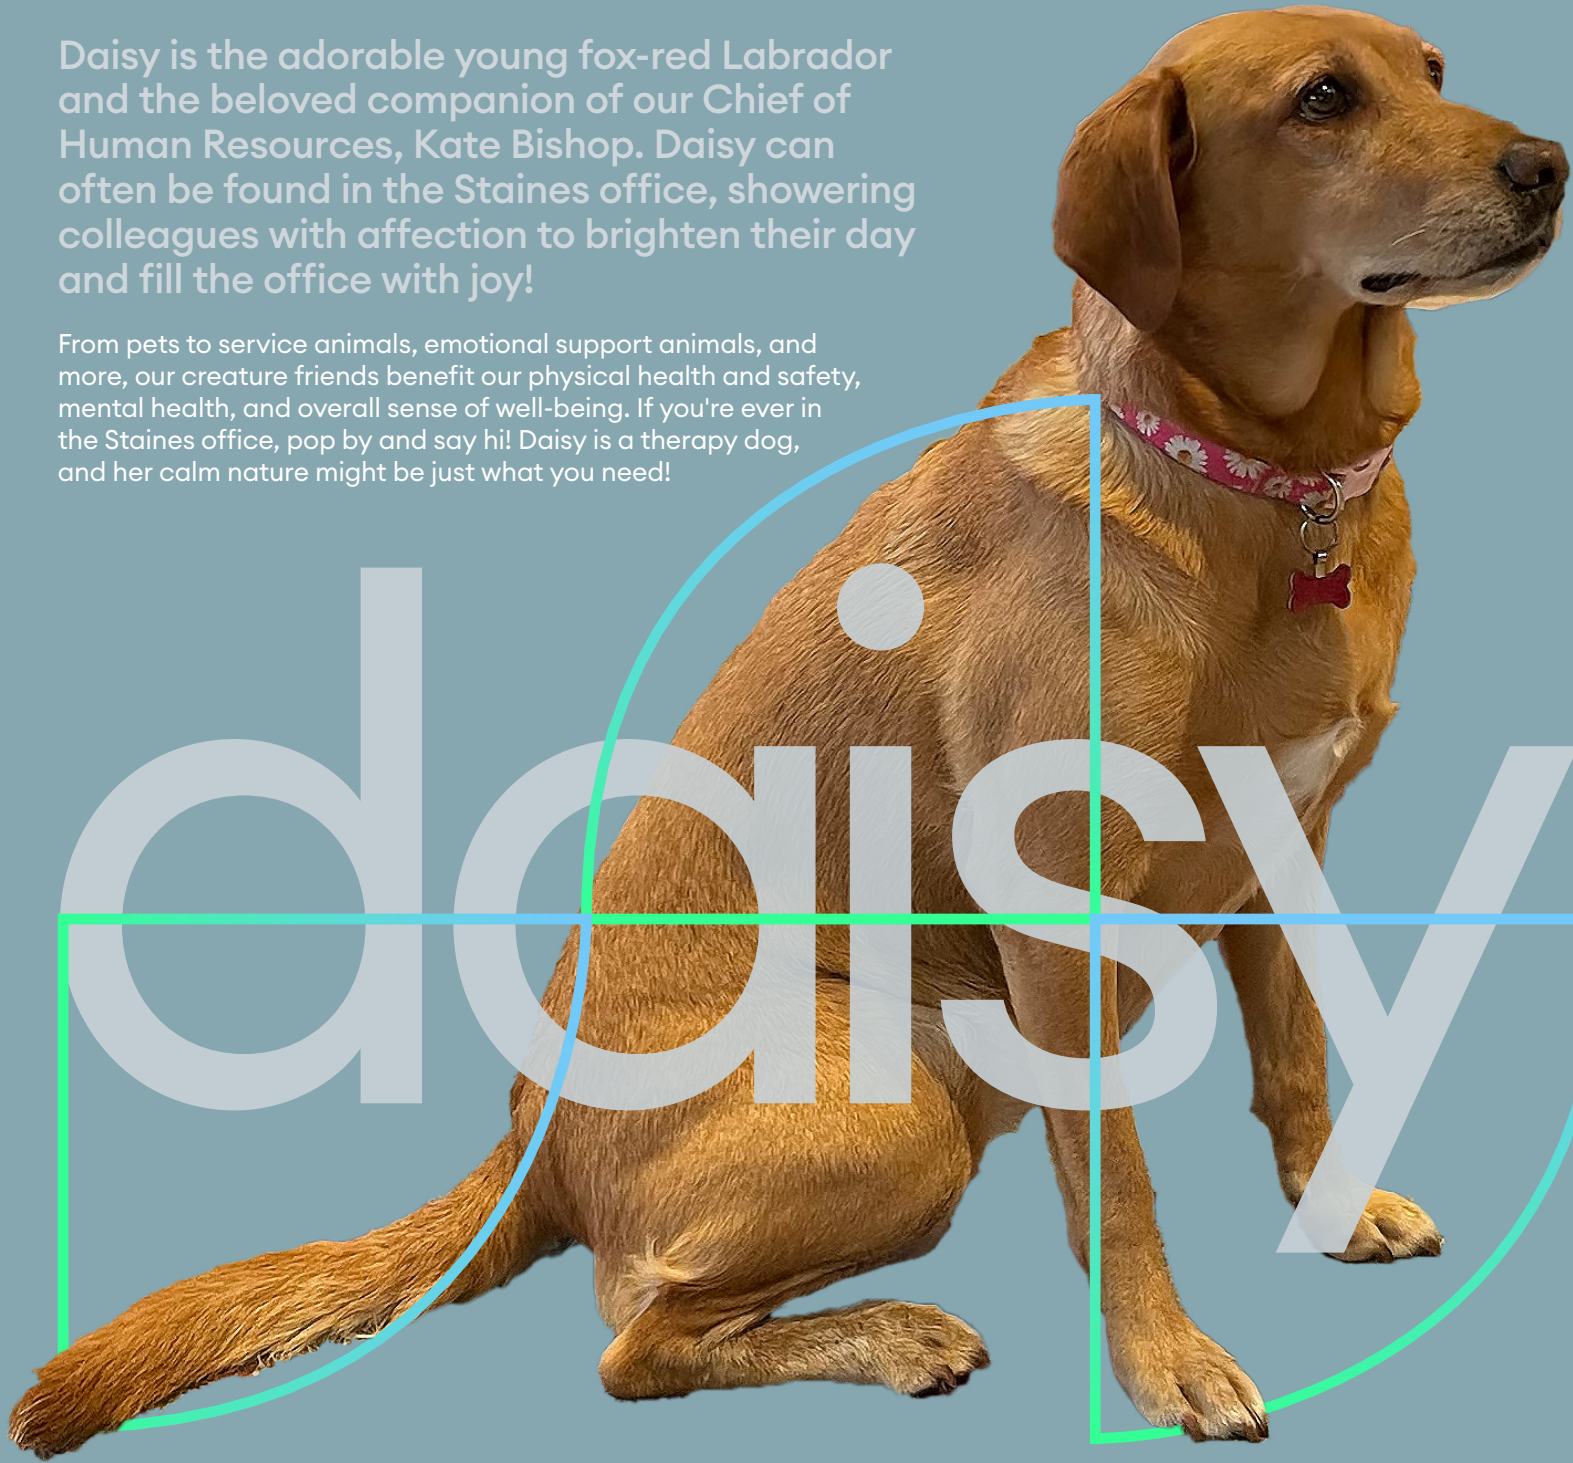 Daisy is the adorable young fox-red Labrador
and the beloved companion of our Chief of
Human Resources, Kate Bishop. Daisy can
often be found in the Staines office, showering
colleagues with affection to brighten their day
and fill the office with joy!
From pets to service animals, emotional support animals, and
more, our creature friends benefit our physical health and safety,
mental health, and overall sense of well-being. If you're ever in
the Staines office, pop by and say hi! Daisy is a therapy dog,
and her calm nature might be just what you need!
daisy